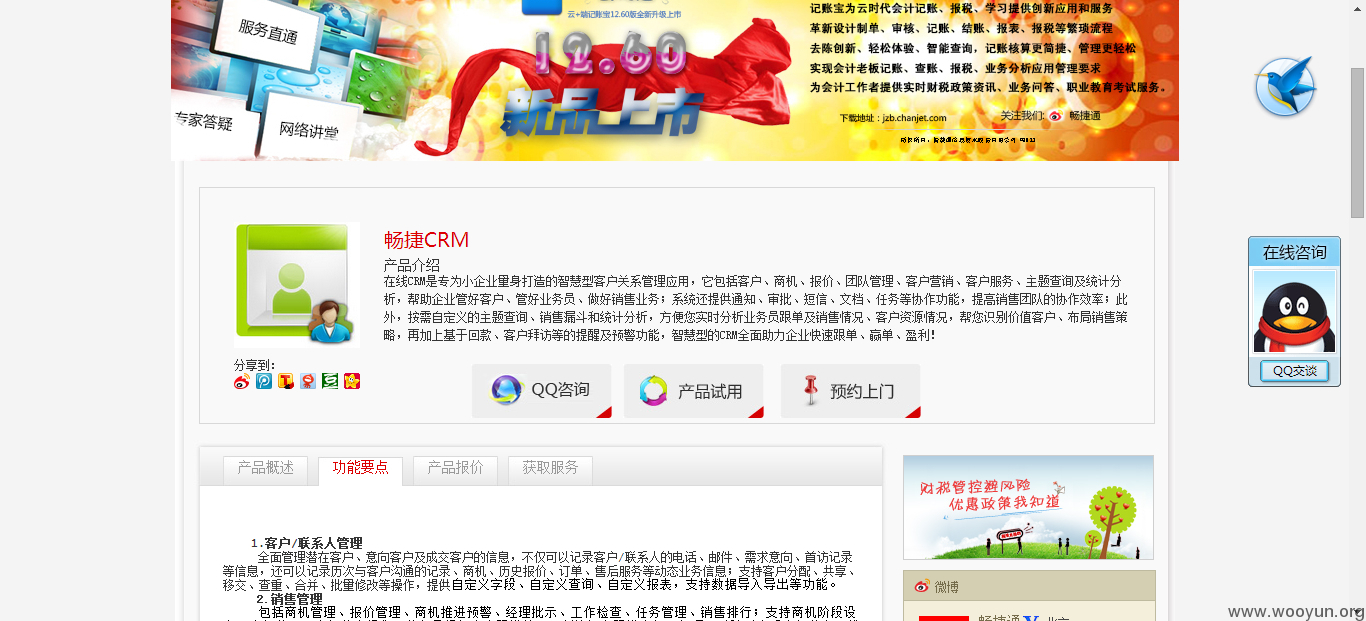 服务直通
专家答疑
网络讲堂
云+端记账宝12.60版全新升级上市
12.60
新品上市
记账宝为云时代会计记账、报税、学习提供创新应用和服务
革新设计制单、审核、记账、结账、报表、报税等繁琐流程
去陈创新、轻松体验、智能查询，记账核算更简捷、管理更轻松
实现会计老板记账、查账、报税、业务分析应用管理要求
为会计工作者提供实时财税政策资讯、业务问答、职业教育考试服务。
下载地址：jzb.chanjet.com
关注我们: 畅捷通
畅捷CRM
产品介绍
在线CRM是专为小企业量身打造的智慧型客户关系管理应用，它包括客户、商机、报价、团队管理、客户营销、客户服务、主题查询及统计分
析，帮助企业管好客户、管好业务员、做好销售业务；系统还提供通知、审批、短信、文档、任务等协作功能，提高销售团队的协作效率；此
外，按需自定义的主题查询、销售漏斗和统计分析，方便您实时分析业务员跟单及销售情况、客户资源情况，帮您识别价值客户、布局销售策
略，再加上基于回款、客户拜访等的提醒及预警功能，智慧型的CRM全面助力企业快速跟单、赢单、盈利！
分享到：
QQ咨询
产品试用
预约上门
在线咨询
QQ交谈
产品概述
功能要点
产品报价
获取服务
1.客户/联系人管理
全面管理潜在客户、意向客户及成交客户的信息，不仅可以记录客户/联系人的电话、邮件、需求意向、首访记录
等信息，还可以记录历次与客户沟通的记录、商机、历史报价、订单、售后服务等动态业务信息；支持客户分配、共享、
移交、查重、合并、批量修改等操作，提供自定义字段、自定义查询、自定义报表，支持数据导入导出等功能。
2.销售管理
包括商机管理、报价管理、商机推进预警、经理批示、工作检查、任务管理、销售排行；支持商机阶段设
财税管控避风险
优惠政策我知道
微博
畅捷通
www.wooyun.org